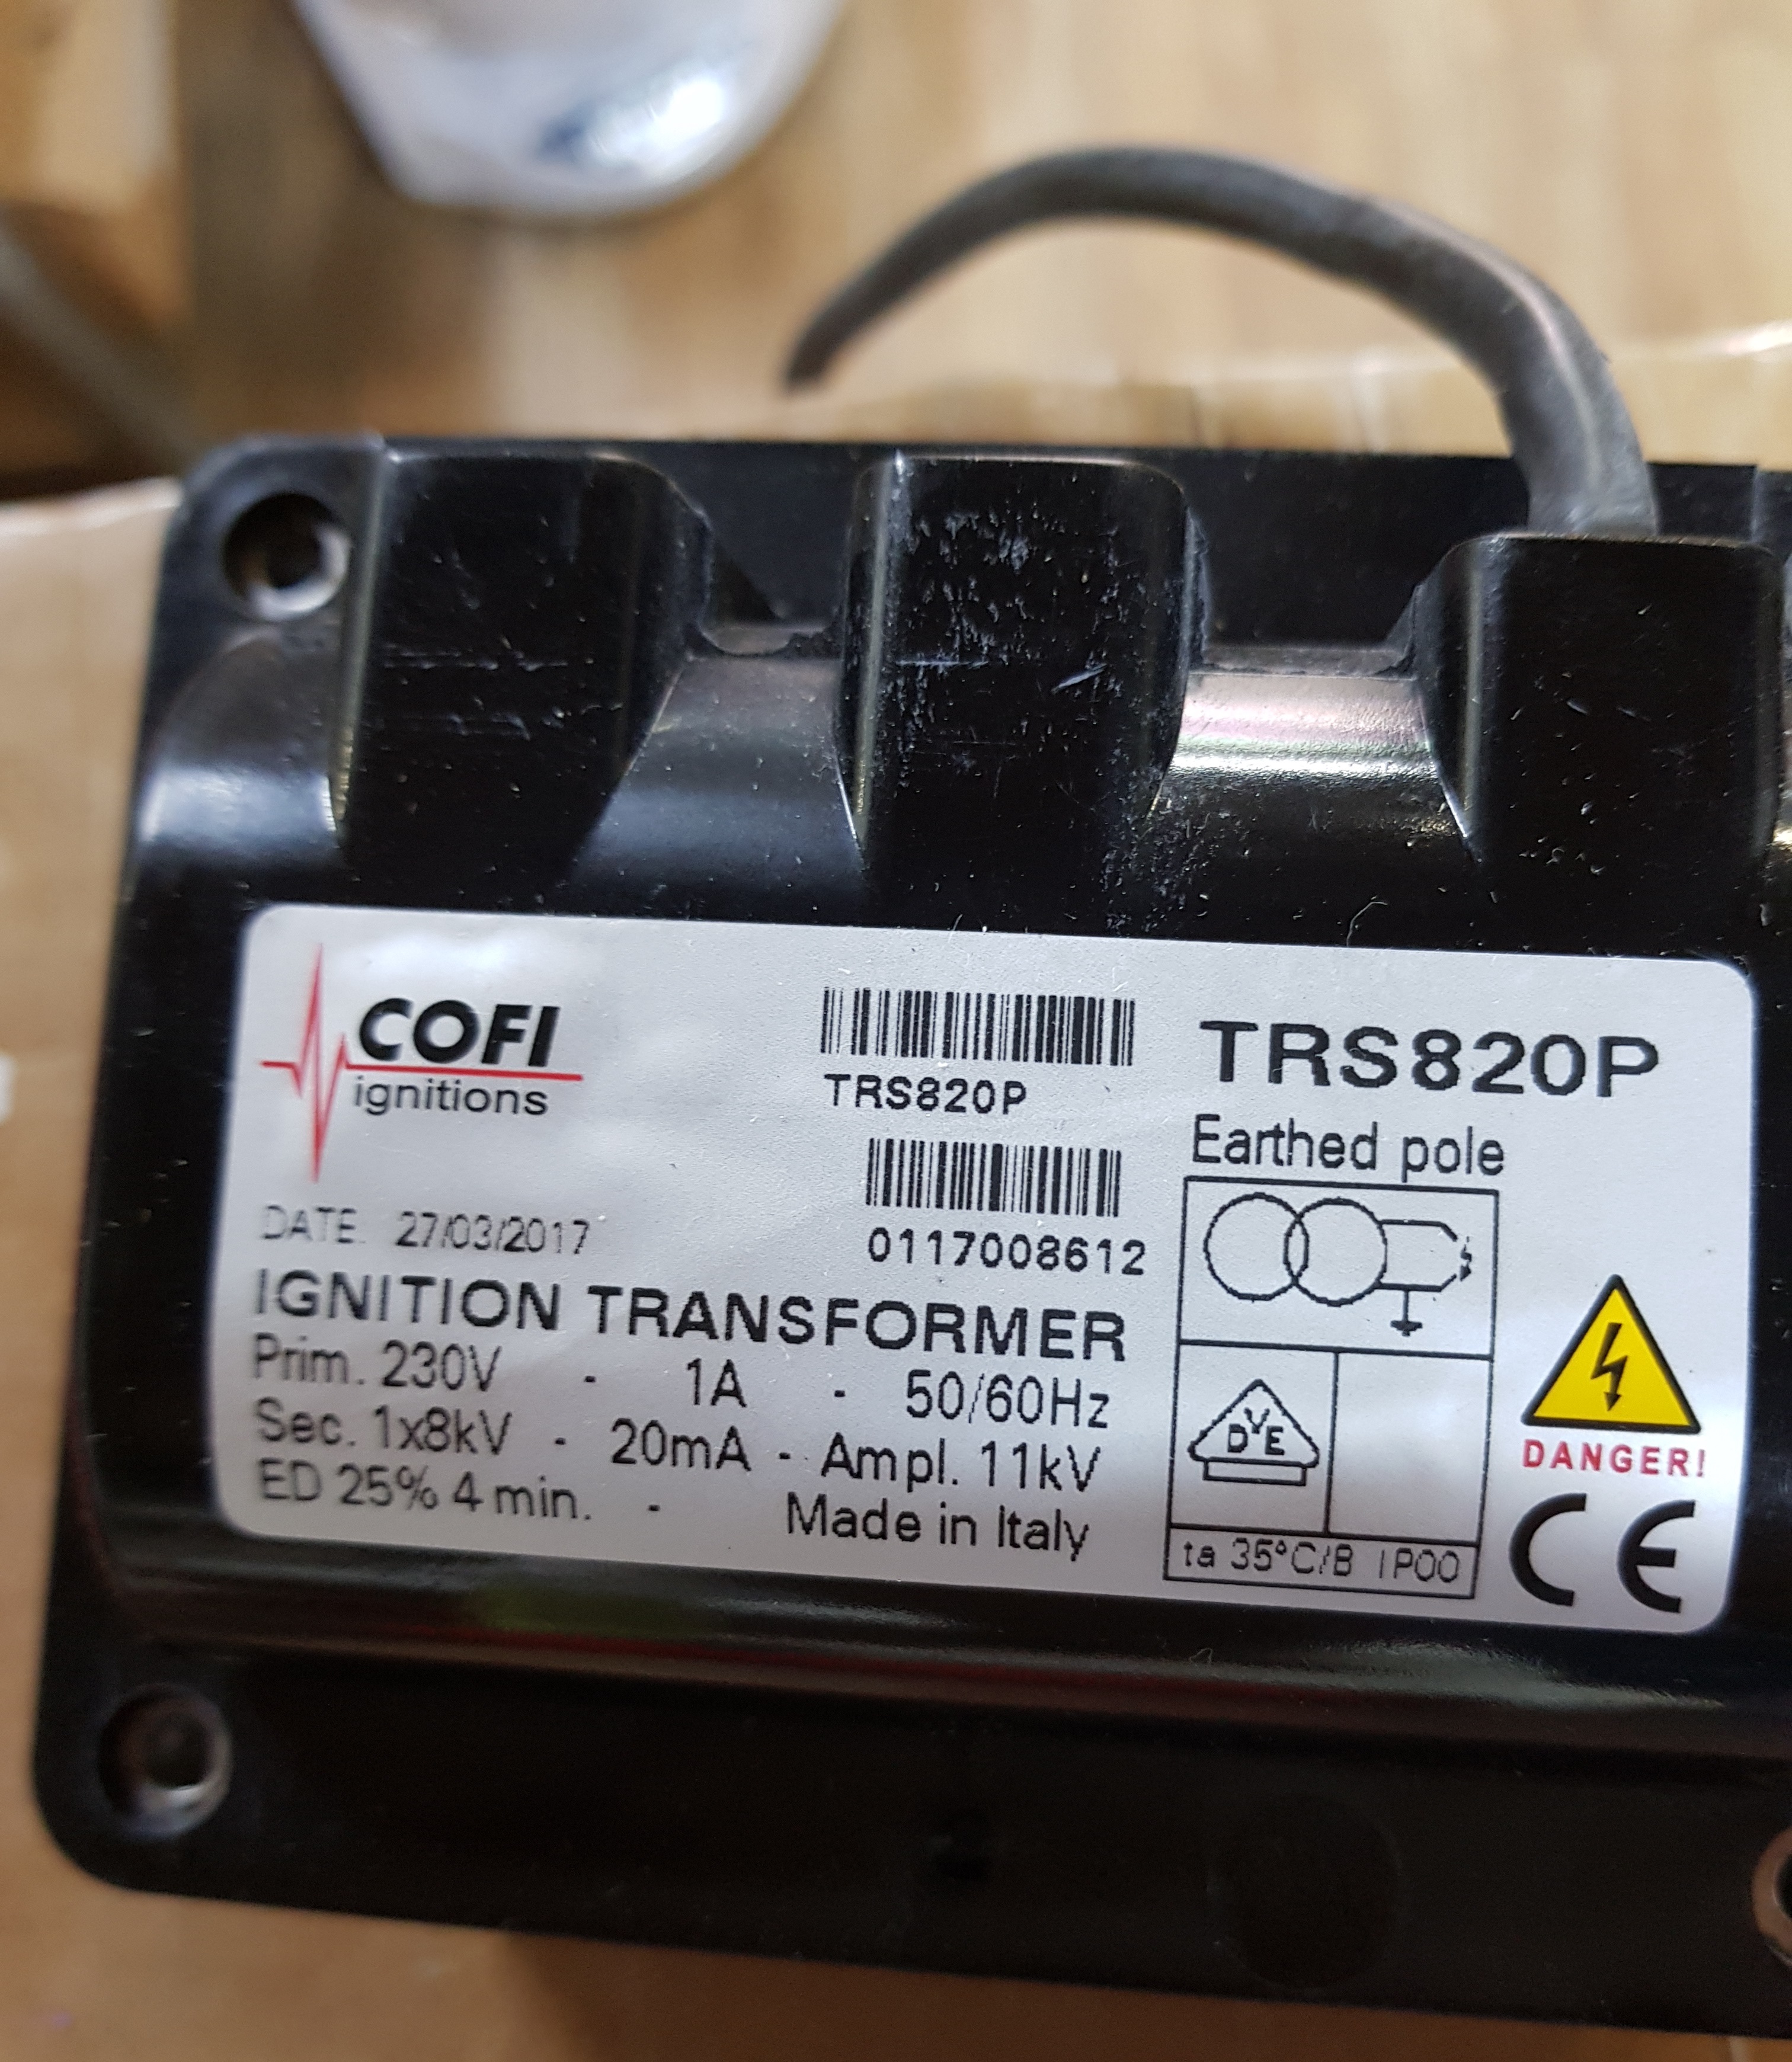 COFI
ignitions
TRS820P
0117008612
TRS820P
Earthed pole
DATE. 27/03/2017
IGNITION TRANSFORMER
Prim. 230V - 1A - 50/60Hz
Sec. 1x8kV - 20mA - Ampl. 11kV
ED 25% 4 min. - Made in Italy
DVE
ta 35°C/B IP00
DANGER!
CE